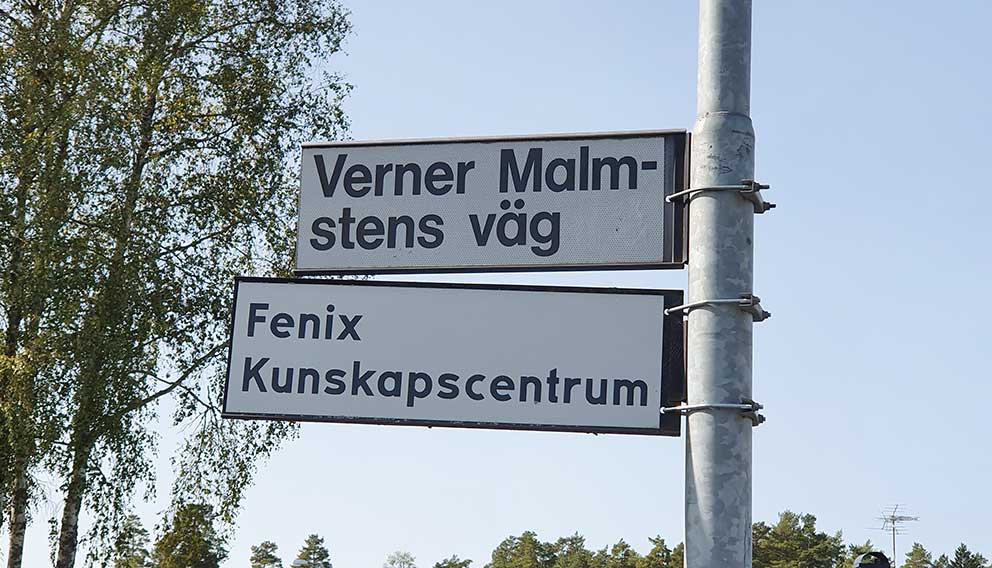 Verner Malm-
stens väg
Fenix
Kunskapscentrum